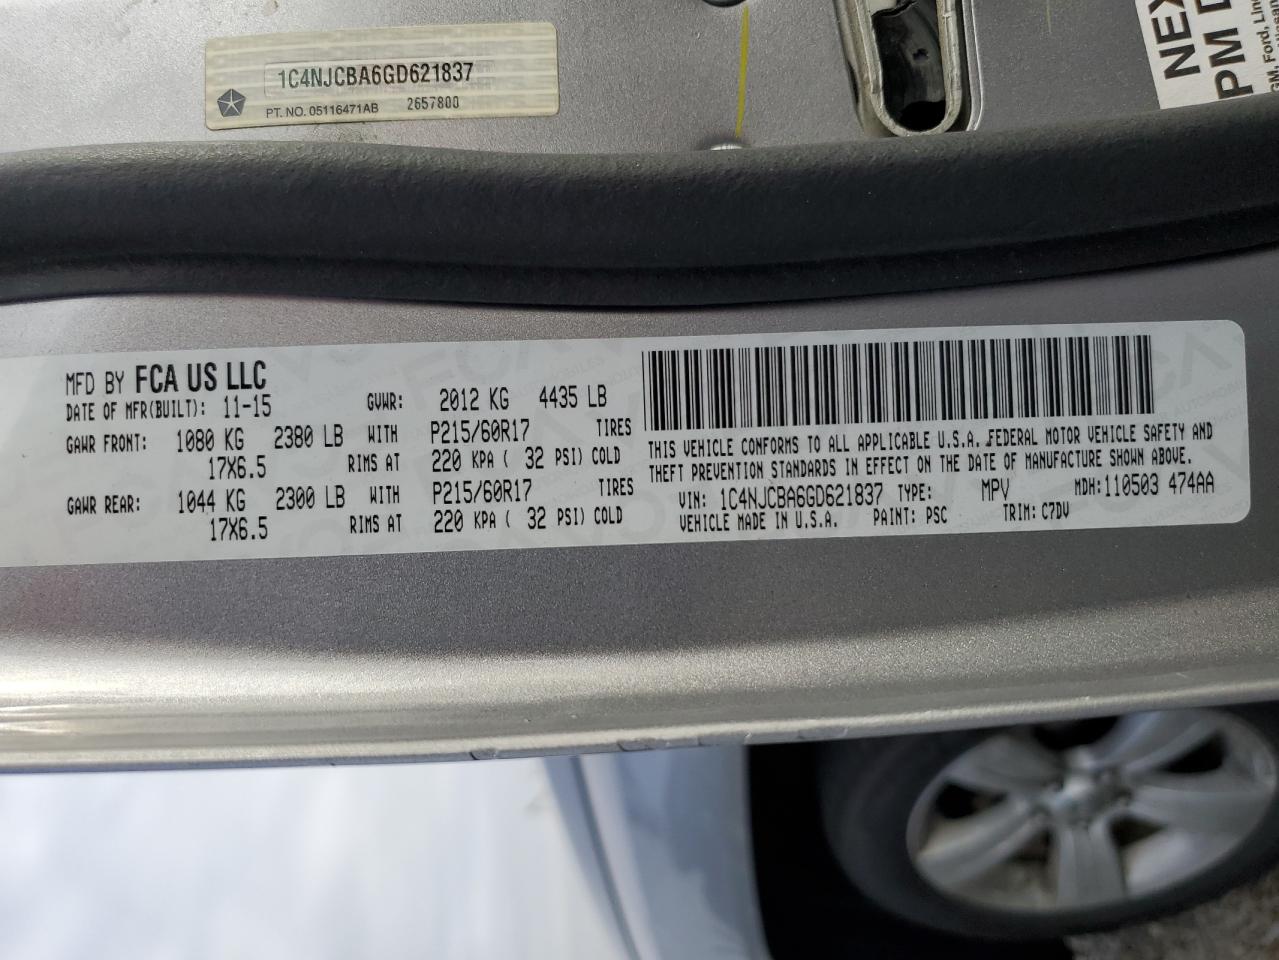 1C4NJCBA6GD621837
PT. NO. 05116471AB 2657800
NEX
PM D
GM, Ford, Lin
MFD BY FCA US LLC
DATE OF MFR(BUILT): 11-15 GVWR: 2012 KG 4435 LB
GAWR FRONT: 1080 KG 2380 LB WITH P215/60R17 TIRES
17X6.5 RIMS AT 220 KPA ( 32 PSI) COLD
GAWR REAR: 1044 KG 2300 LB WITH P215/60R17 TIRES
17X6.5 RIMS AT 220 KPA ( 32 PSI) COLD
THIS VEHICLE CONFORMS TO ALL APPLICABLE U.S.A. FEDERAL MOTOR VEHICLE SAFETY AND
THEFT PREVENTION STANDARDS IN EFFECT ON THE DATE OF MANUFACTURE SHOWN ABOVE.
VIN: 1C4NJCBA6GD621837 TYPE: MPV MDH: 110503 474AA
VEHICLE MADE IN U.S.A. PAINT: PSC TRIM: C7DV